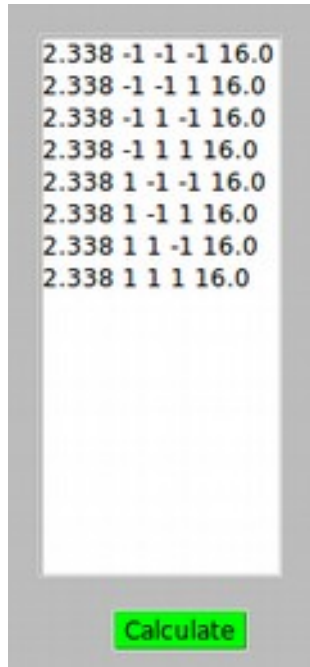 2.338 -1 -1 -1 16.0
2.338 -1 -1 1 16.0
2.338 -1 1 -1 16.0
2.338 -1 1 1 16.0
2.338 1 -1 -1 16.0
2.338 1 -1 1 16.0
2.338 1 1 -1 16.0
2.338 1 1 1 16.0
Calculate